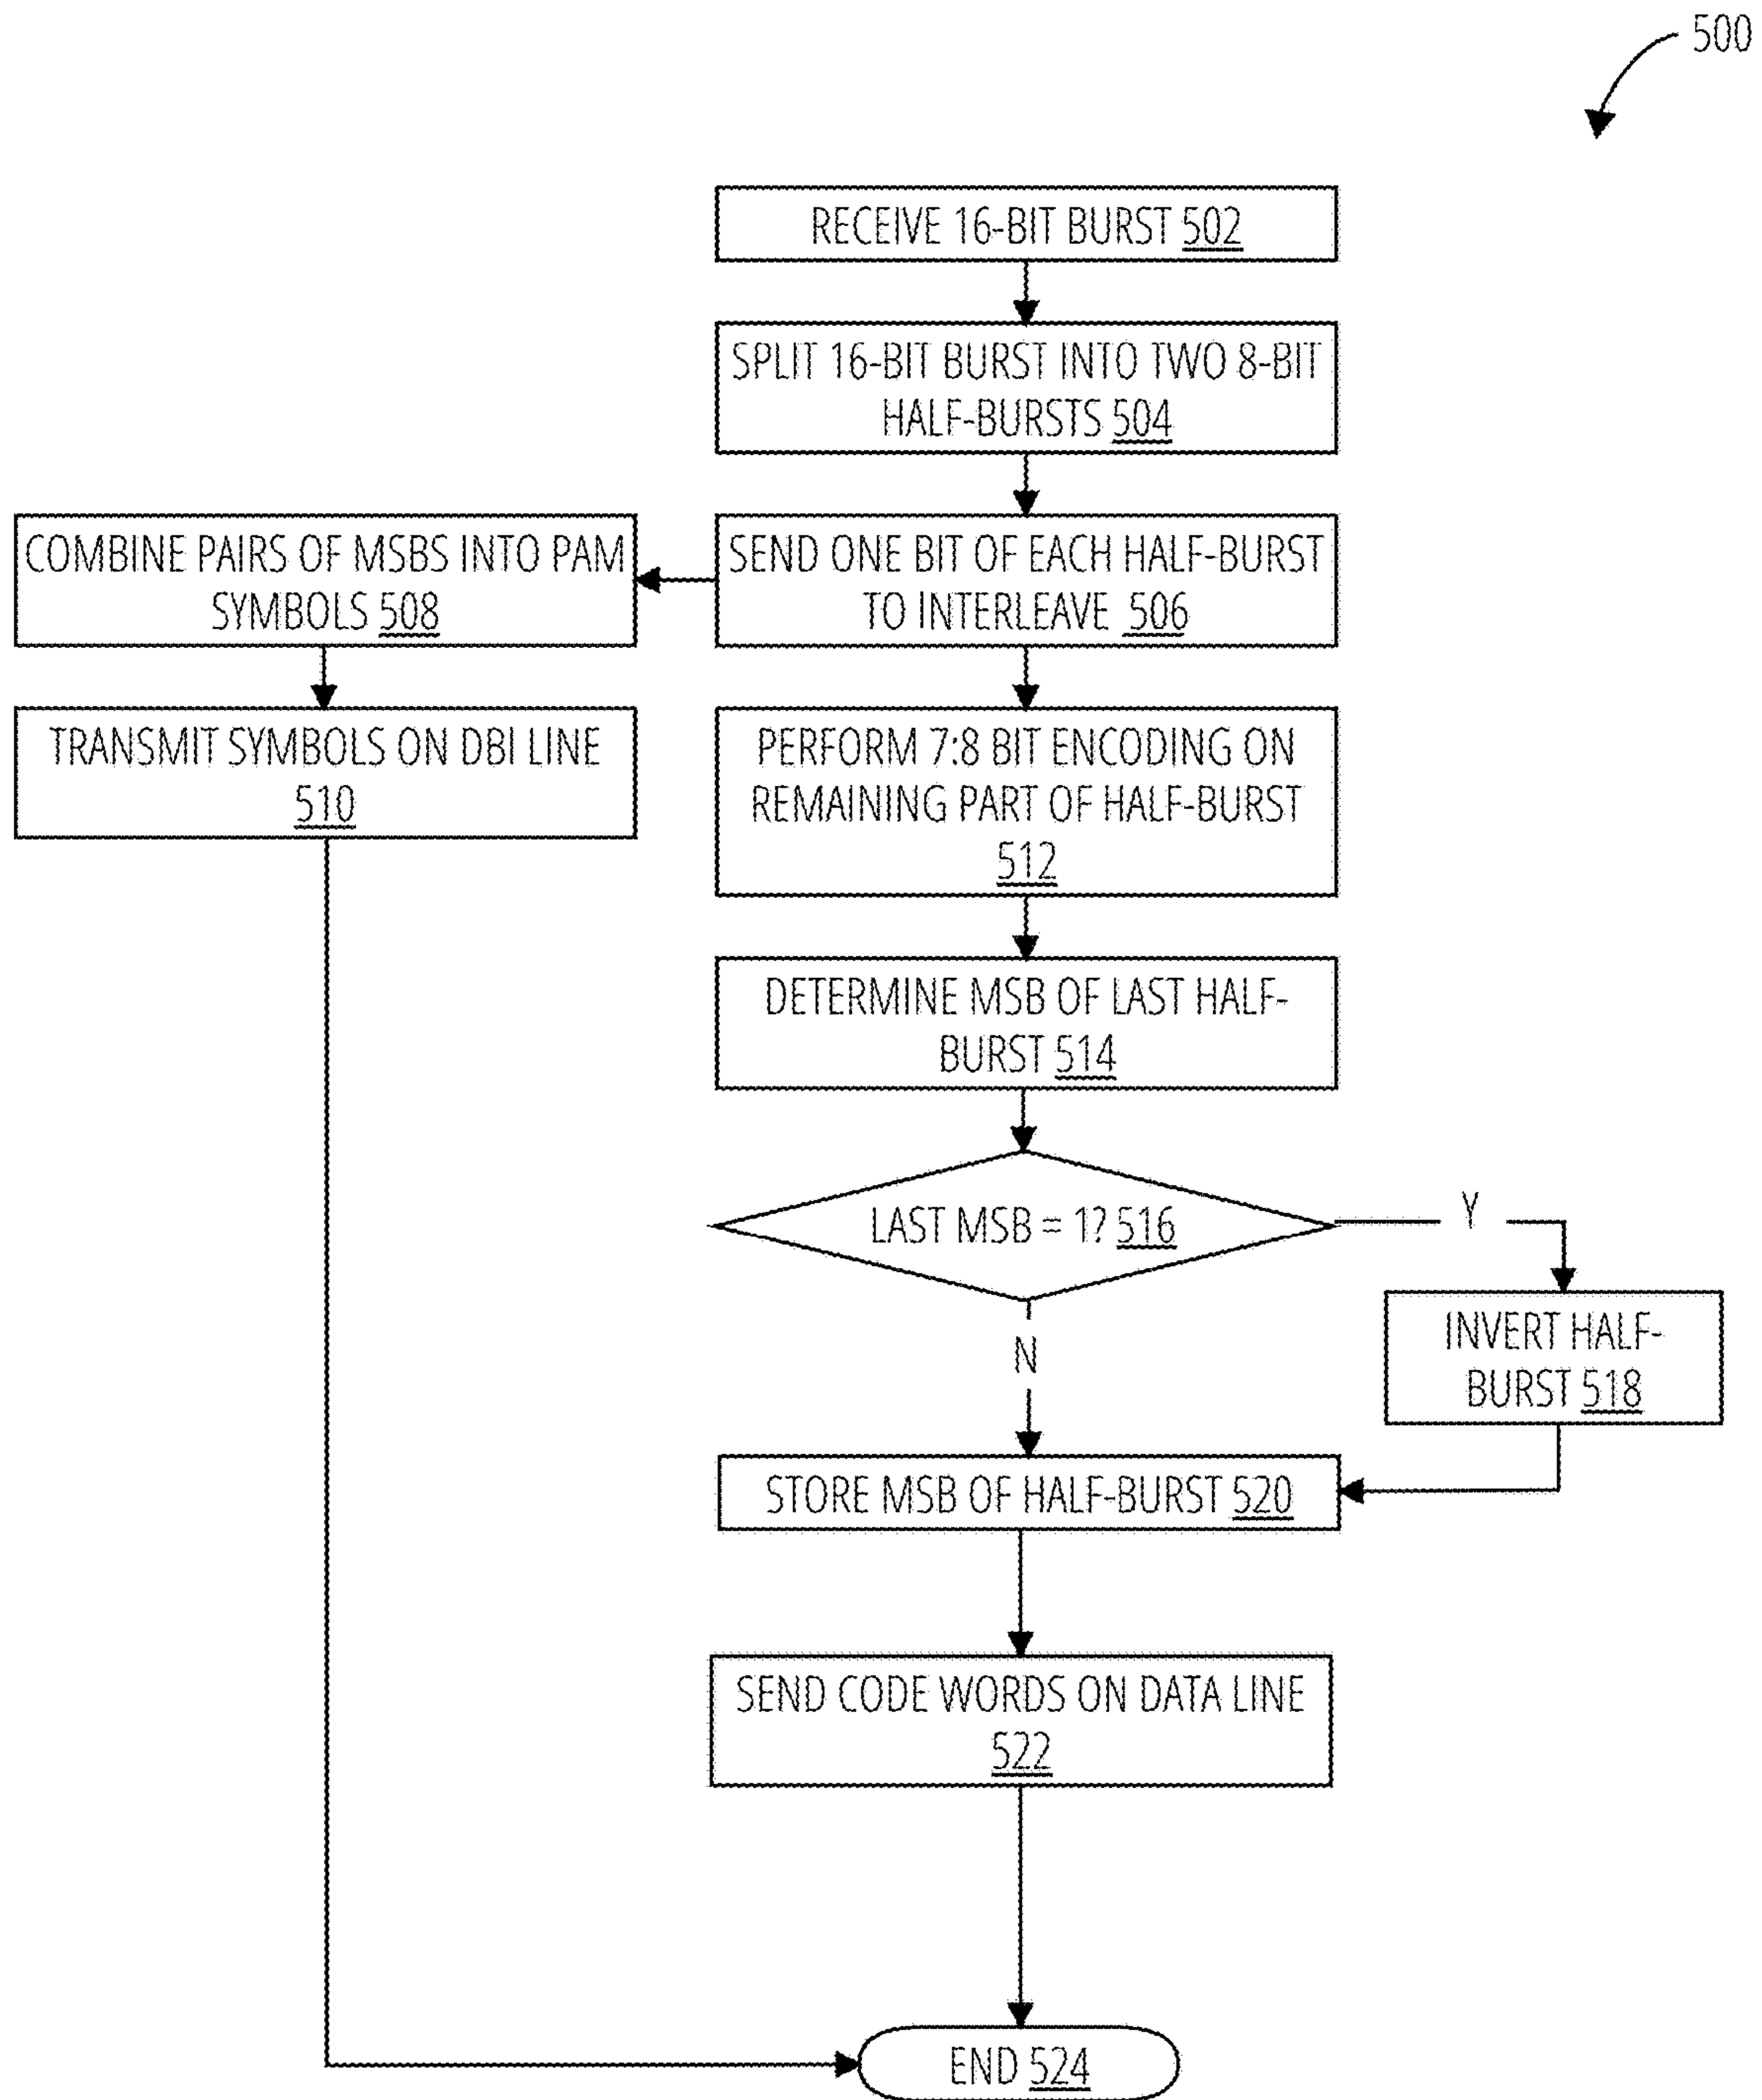 500
RECEIVE 16-BIT BURST 502
SPLIT 16-BIT BURST INTO TWO 8-BIT
HALF-BURSTS 504
SEND ONE BIT OF EACH HALF-BURST
TO INTERLEAVE 506
COMBINE PAIRS OF MSBS INTO PAM
SYMBOLS 508
TRANSMIT SYMBOLS ON DBI LINE
510
PERFORM 7:8 BIT ENCODING ON
REMAINING PART OF HALF-BURST
512
DETERMINE MSB OF LAST HALF-
BURST 514
LAST MSB = 1? 516
Y
INVERT HALF-
BURST 518
N
STORE MSB OF HALF-BURST 520
SEND CODE WORDS ON DATA LINE
522
END 524